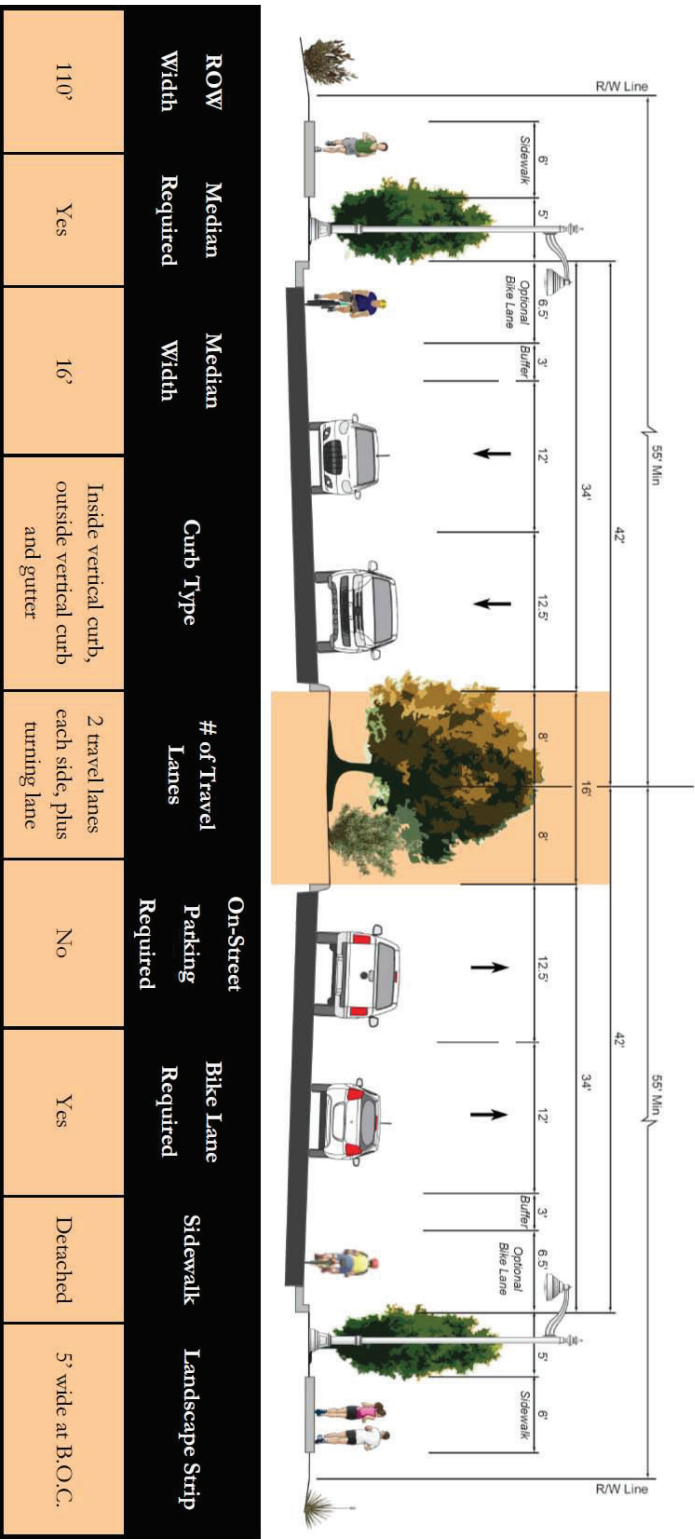 R/W Line
55' Min
55' Min
R/W Line
42'
42'
34'
16'
34'
6'
Sidewalk
5'
6.5'
Optional
Bike Lane
3'
Buffer
12'
12.5'
8'
8'
12.5'
12'
3'
Buffer
6.5'
Optional
Bike Lane
5'
6'
Sidewalk
ROW
Width
Median
Required
Median
Width
Curb Type
# of Travel
Lanes
On-Street
Parking
Required
Bike Lane
Required
Sidewalk
Landscape Strip
110’
Yes
16’
Inside vertical curb,
outside vertical curb
and gutter
2 travel lanes
each side, plus
turning lane
No
Yes
Detached
5’ wide at B.O.C.